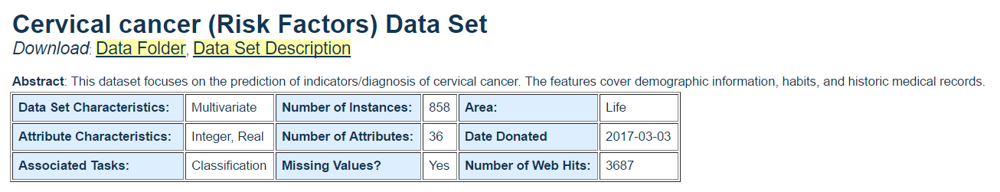 Cervical cancer (Risk Factors) Data Set
Download: Data Folder, Data Set Description
Abstract: This dataset focuses on the prediction of indicators/diagnosis of cervical cancer. The features cover demographic information, habits, and historic medical records.
Data Set Characteristics: Multivariate Number of Instances: 858 Area: Life
Attribute Characteristics: Integer, Real Number of Attributes: 36 Date Donated 2017-03-03
Associated Tasks: Classification Missing Values? Yes Number of Web Hits: 3687